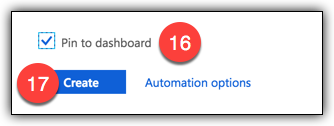 Pin to dashboard 16
17 Create Automation options